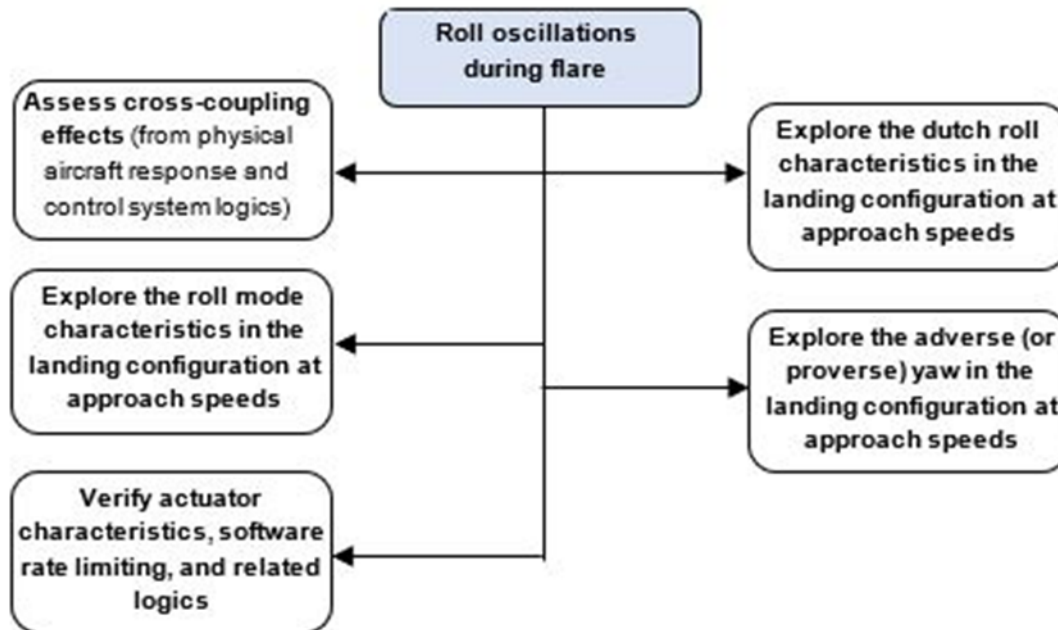 Roll oscillations
during flare
Assess cross-coupling
effects (from physical
aircraft response and
control system logics)
Explore the dutch roll
characteristics in the
landing configuration at
approach speeds
Explore the roll mode
characteristics in the
landing configuration at
approach speeds
Explore the adverse (or
proverse) yaw in the
landing configuration at
approach speeds
Verify actuator
characteristics, software
rate limiting, and related
logics